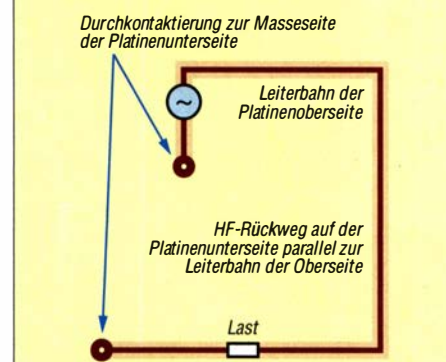 Durchkontaktierung zur Masseseite
der Platinenunterseite
~
Leiterbahn der
Platinenoberseite
HF-Rückweg auf der
Platinenunterseite parallel zur
Leiterbahn der Oberseite
Last